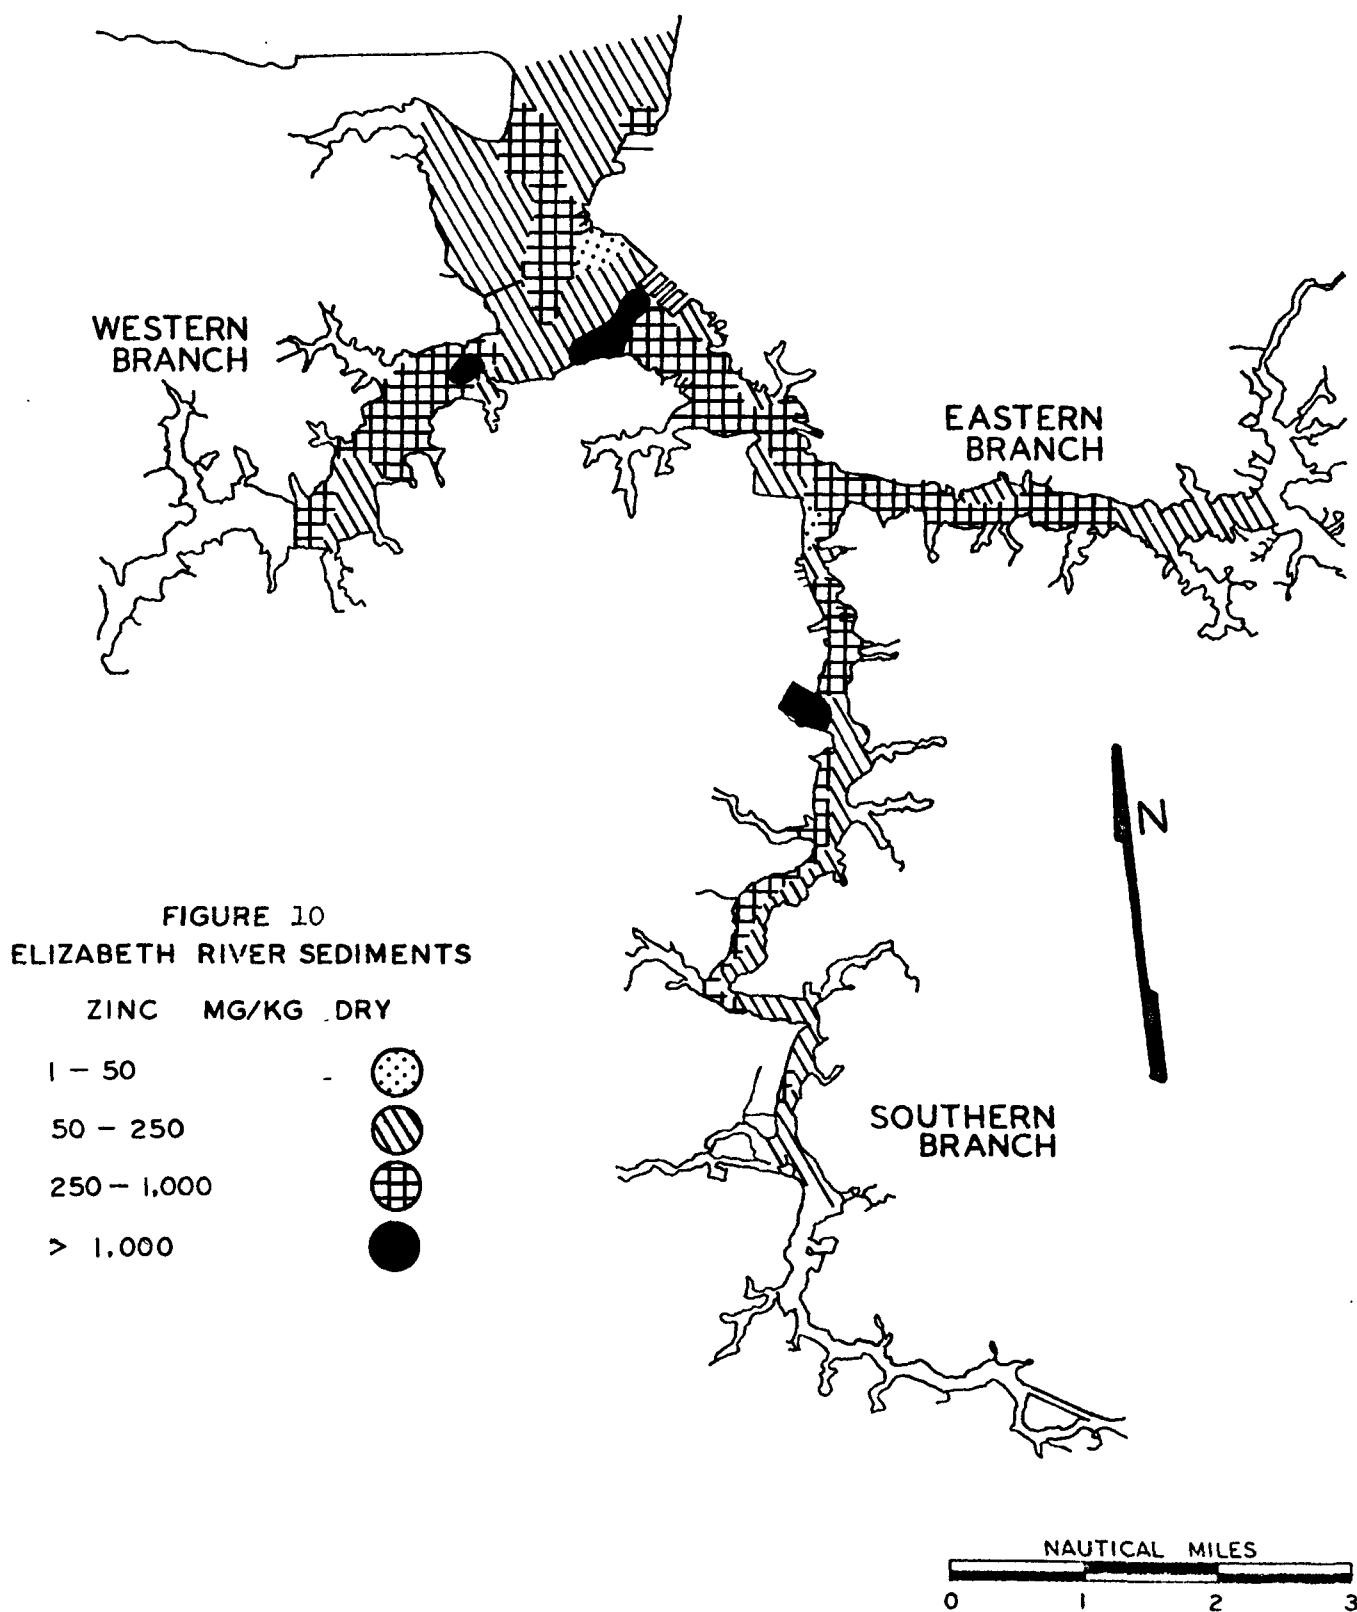 WESTERN
BRANCH
EASTERN
BRANCH
N
FIGURE 10
ELIZABETH RIVER SEDIMENTS
ZINC MG/KG DRY
1 – 50
50 – 250
250 – 1,000
> 1,000
SOUTHERN
BRANCH
NAUTICAL MILES
0 1 2 3